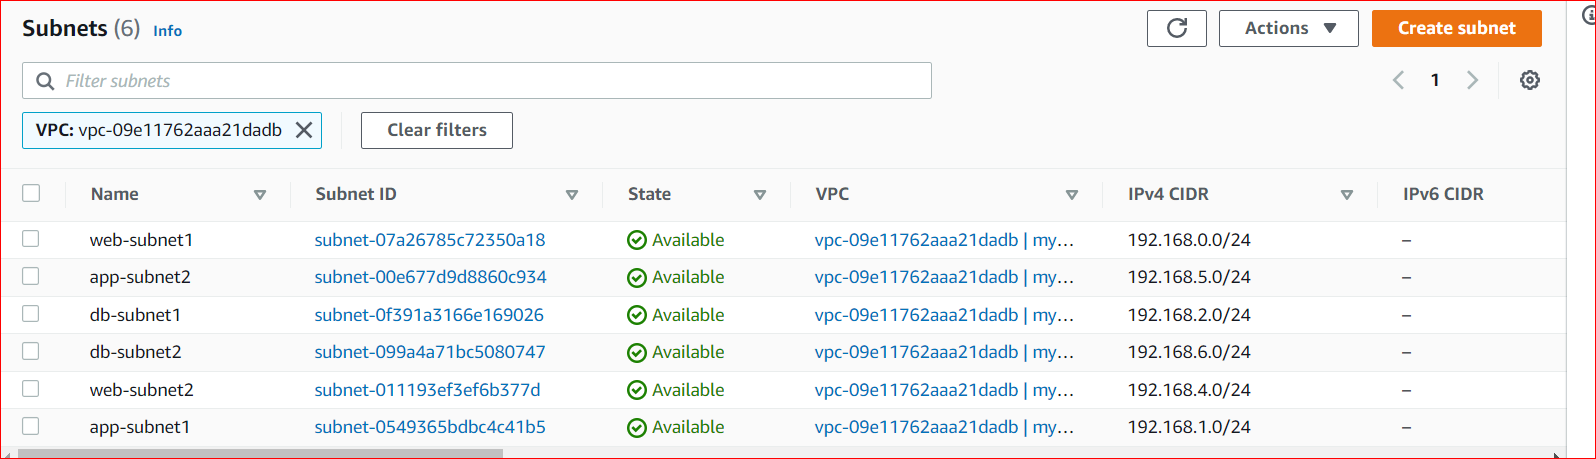 Subnets (6) Info
Actions
Create subnet
Filter subnets
1
VPC: vpc-09e11762aaa21dadb
Clear filters
Name Subnet ID State VPC IPv4 CIDR IPv6 CIDR
web-subnet1 subnet-07a26785c72350a18 Available vpc-09e11762aaa21dadb | my… 192.168.0.0/24 –
app-subnet2 subnet-00e677d9d8860c934 Available vpc-09e11762aaa21dadb | my… 192.168.5.0/24 –
db-subnet1 subnet-0f391a3166e169026 Available vpc-09e11762aaa21dadb | my… 192.168.2.0/24 –
db-subnet2 subnet-099a4a71bc5080747 Available vpc-09e11762aaa21dadb | my… 192.168.6.0/24 –
web-subnet2 subnet-011193ef3ef6b377d Available vpc-09e11762aaa21dadb | my… 192.168.4.0/24 –
app-subnet1 subnet-0549365bdbc4c41b5 Available vpc-09e11762aaa21dadb | my… 192.168.1.0/24 –